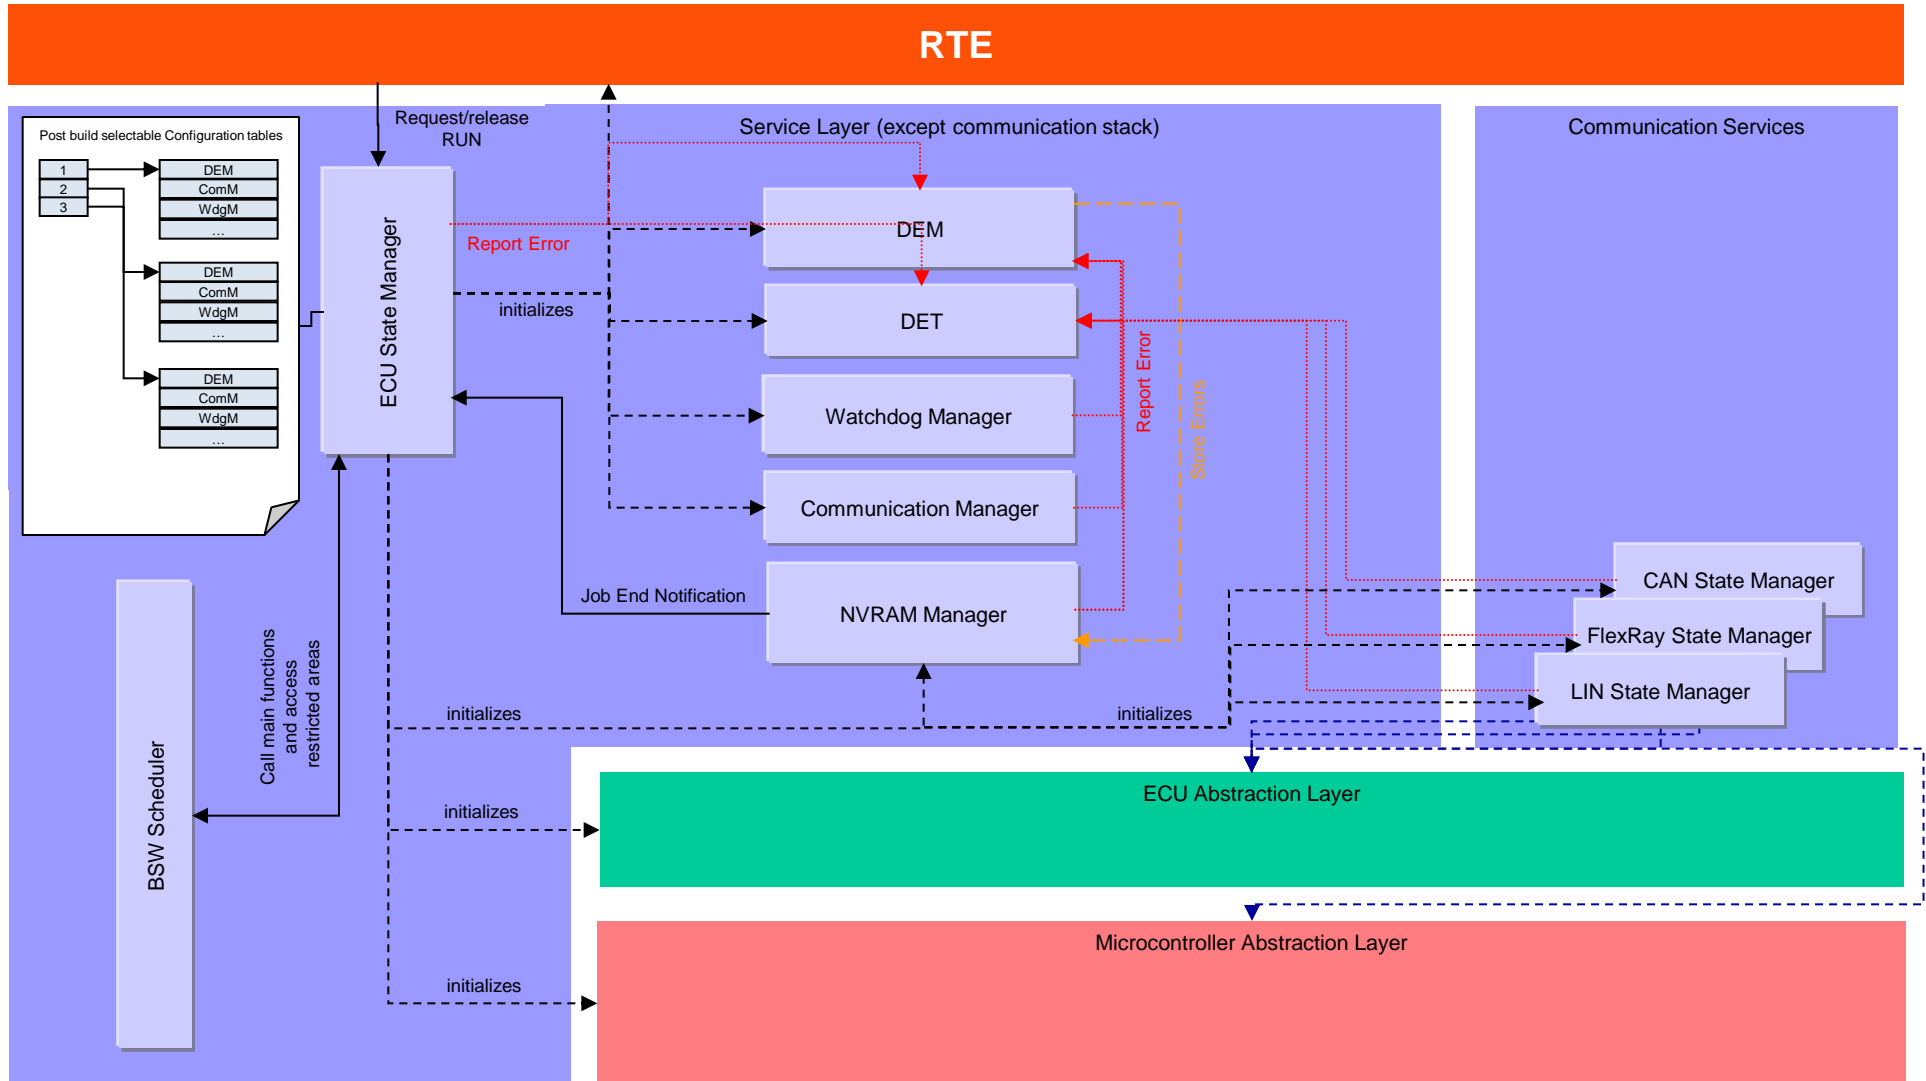 RTE
Request/release
RUN
Service Layer (except communication stack)
Communication Services
Post build selectable Configuration tables
1
2
3
DEM
ComM
WdgM
...
DEM
ComM
WdgM
...
DEM
ComM
WdgM
...
ECU State Manager
Report Error
initializes
DEM
DET
Watchdog Manager
Communication Manager
NVRAM Manager
Report Error
Store Errors
Job End Notification
CAN State Manager
FlexRay State Manager
LIN State Manager
Call main functions
and access
restricted areas
BSW Scheduler
initializes
initializes
ECU Abstraction Layer
initializes
Microcontroller Abstraction Layer
initializes